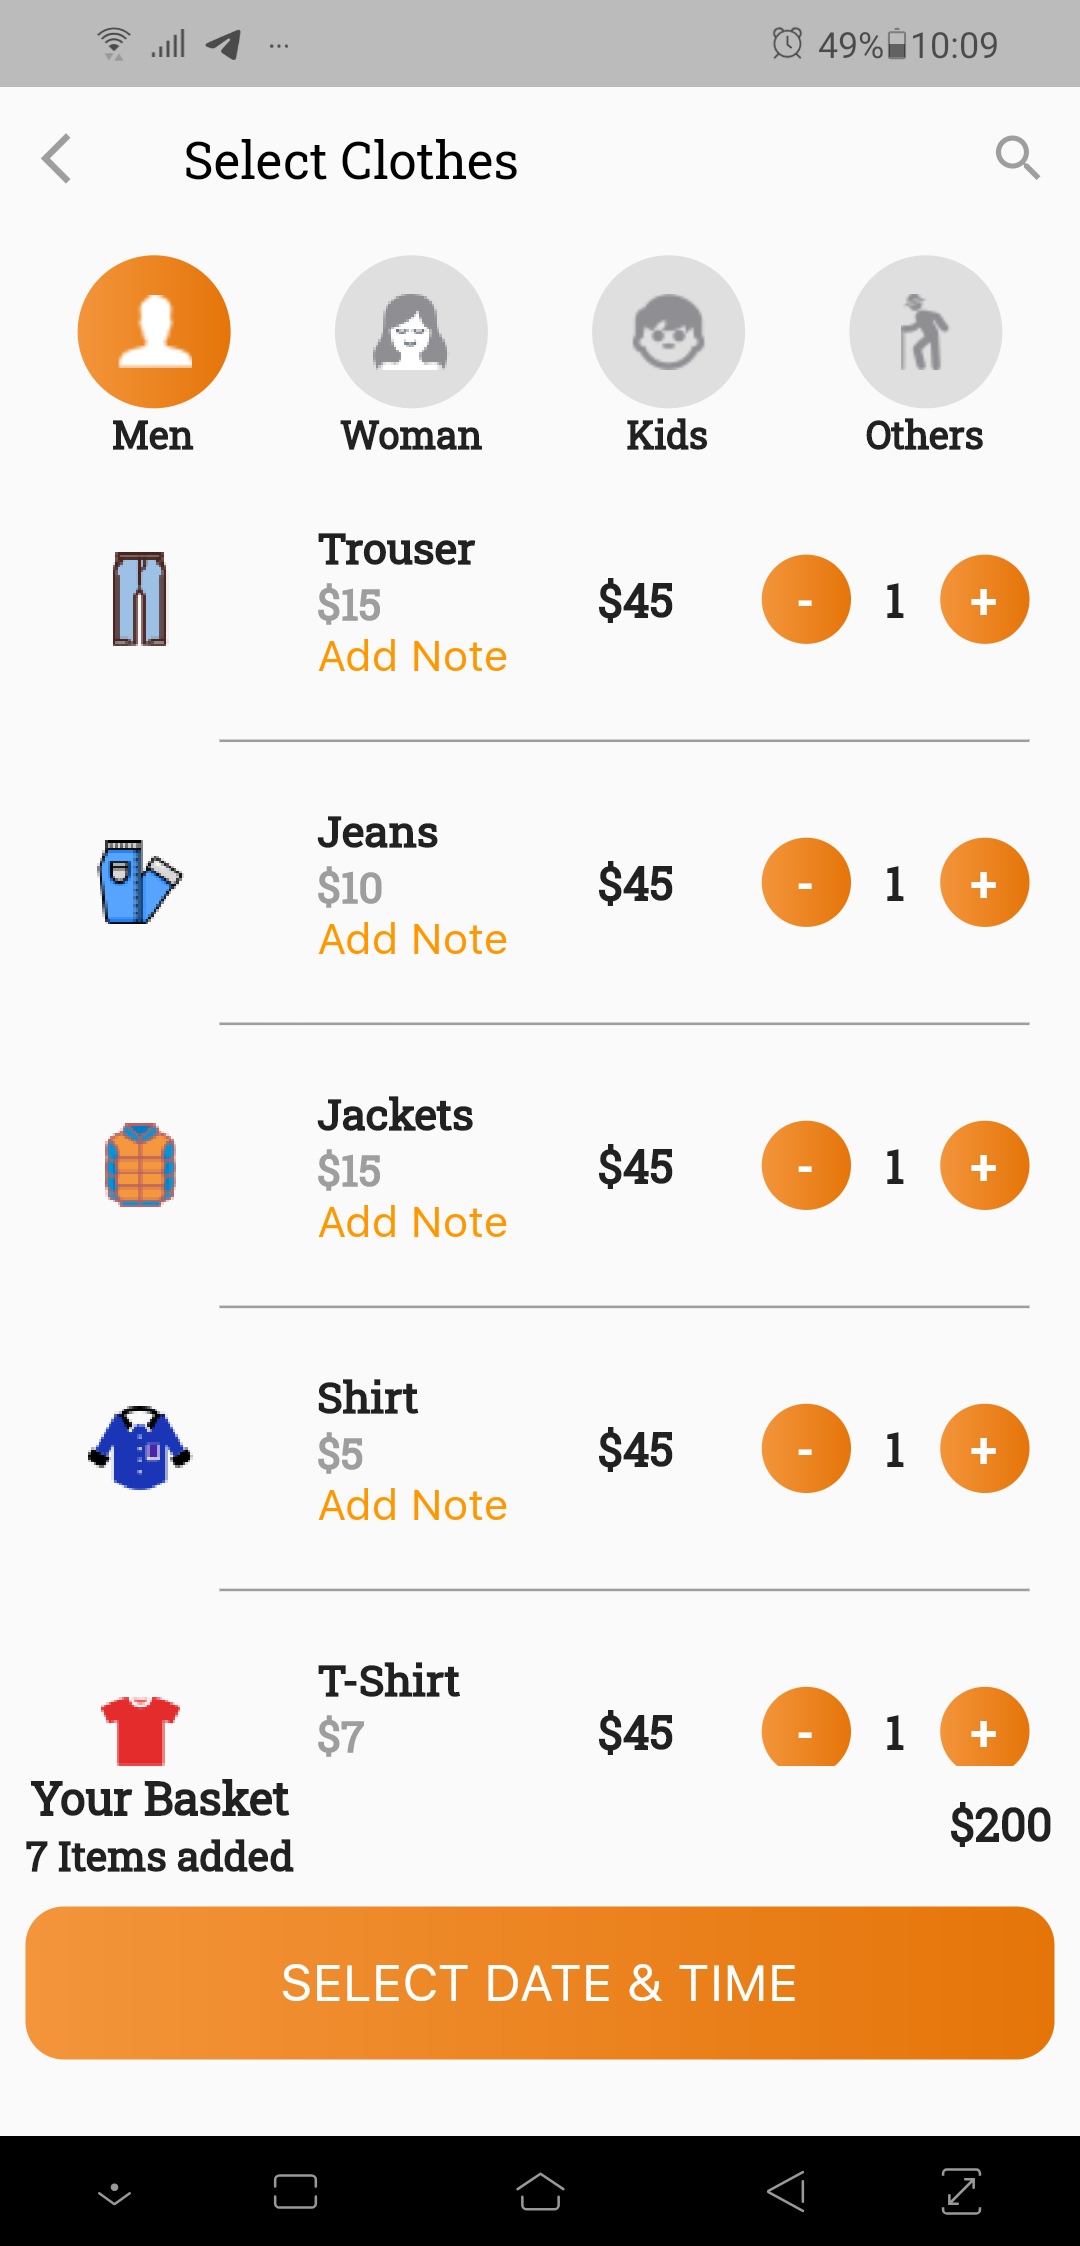 49% 10:09
Select Clothes
Men Woman Kids Others
Trouser
$15 $45 - 1 +
Add Note
Jeans
$10 $45 - 1 +
Add Note
Jackets
$15 $45 - 1 +
Add Note
Shirt
$5 $45 - 1 +
Add Note
T-Shirt
$7 $45 - 1 +
Your Basket
7 Items added $200
SELECT DATE & TIME